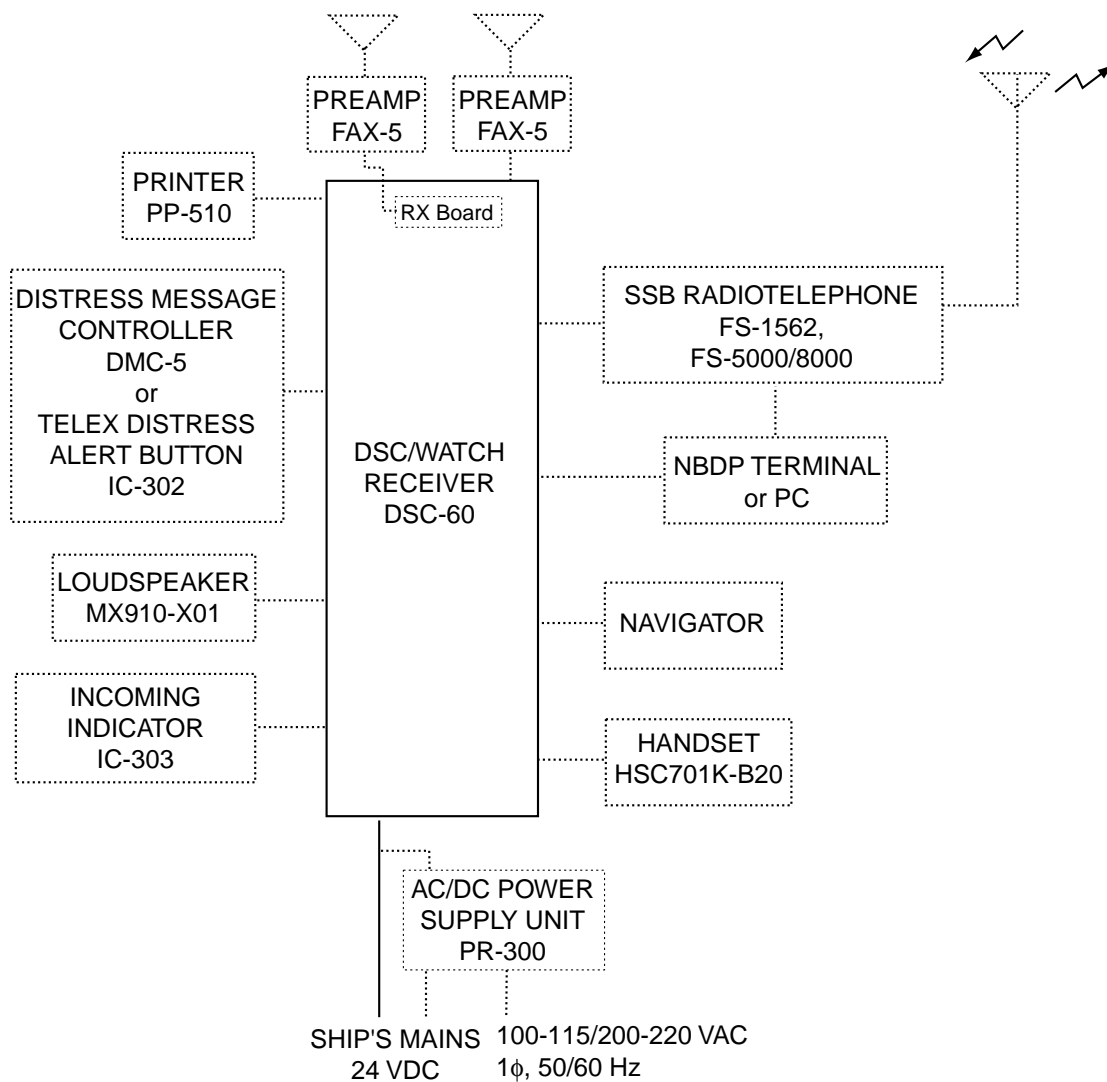 PREAMP
FAX-5
PREAMP
FAX-5
PRINTER
PP-510
RX Board
DISTRESS MESSAGE
CONTROLLER
DMC-5
or
TELEX DISTRESS
ALERT BUTTON
IC-302
SSB RADIOTELEPHONE
FS-1562,
FS-5000/8000
DSC/WATCH
RECEIVER
DSC-60
NBDP TERMINAL
or PC
LOUDSPEAKER
MX910-X01
NAVIGATOR
INCOMING
INDICATOR
IC-303
HANDSET
HSC701K-B20
AC/DC POWER
SUPPLY UNIT
PR-300
SHIP'S MAINS
24 VDC
100-115/200-220 VAC
1ϕ, 50/60 Hz